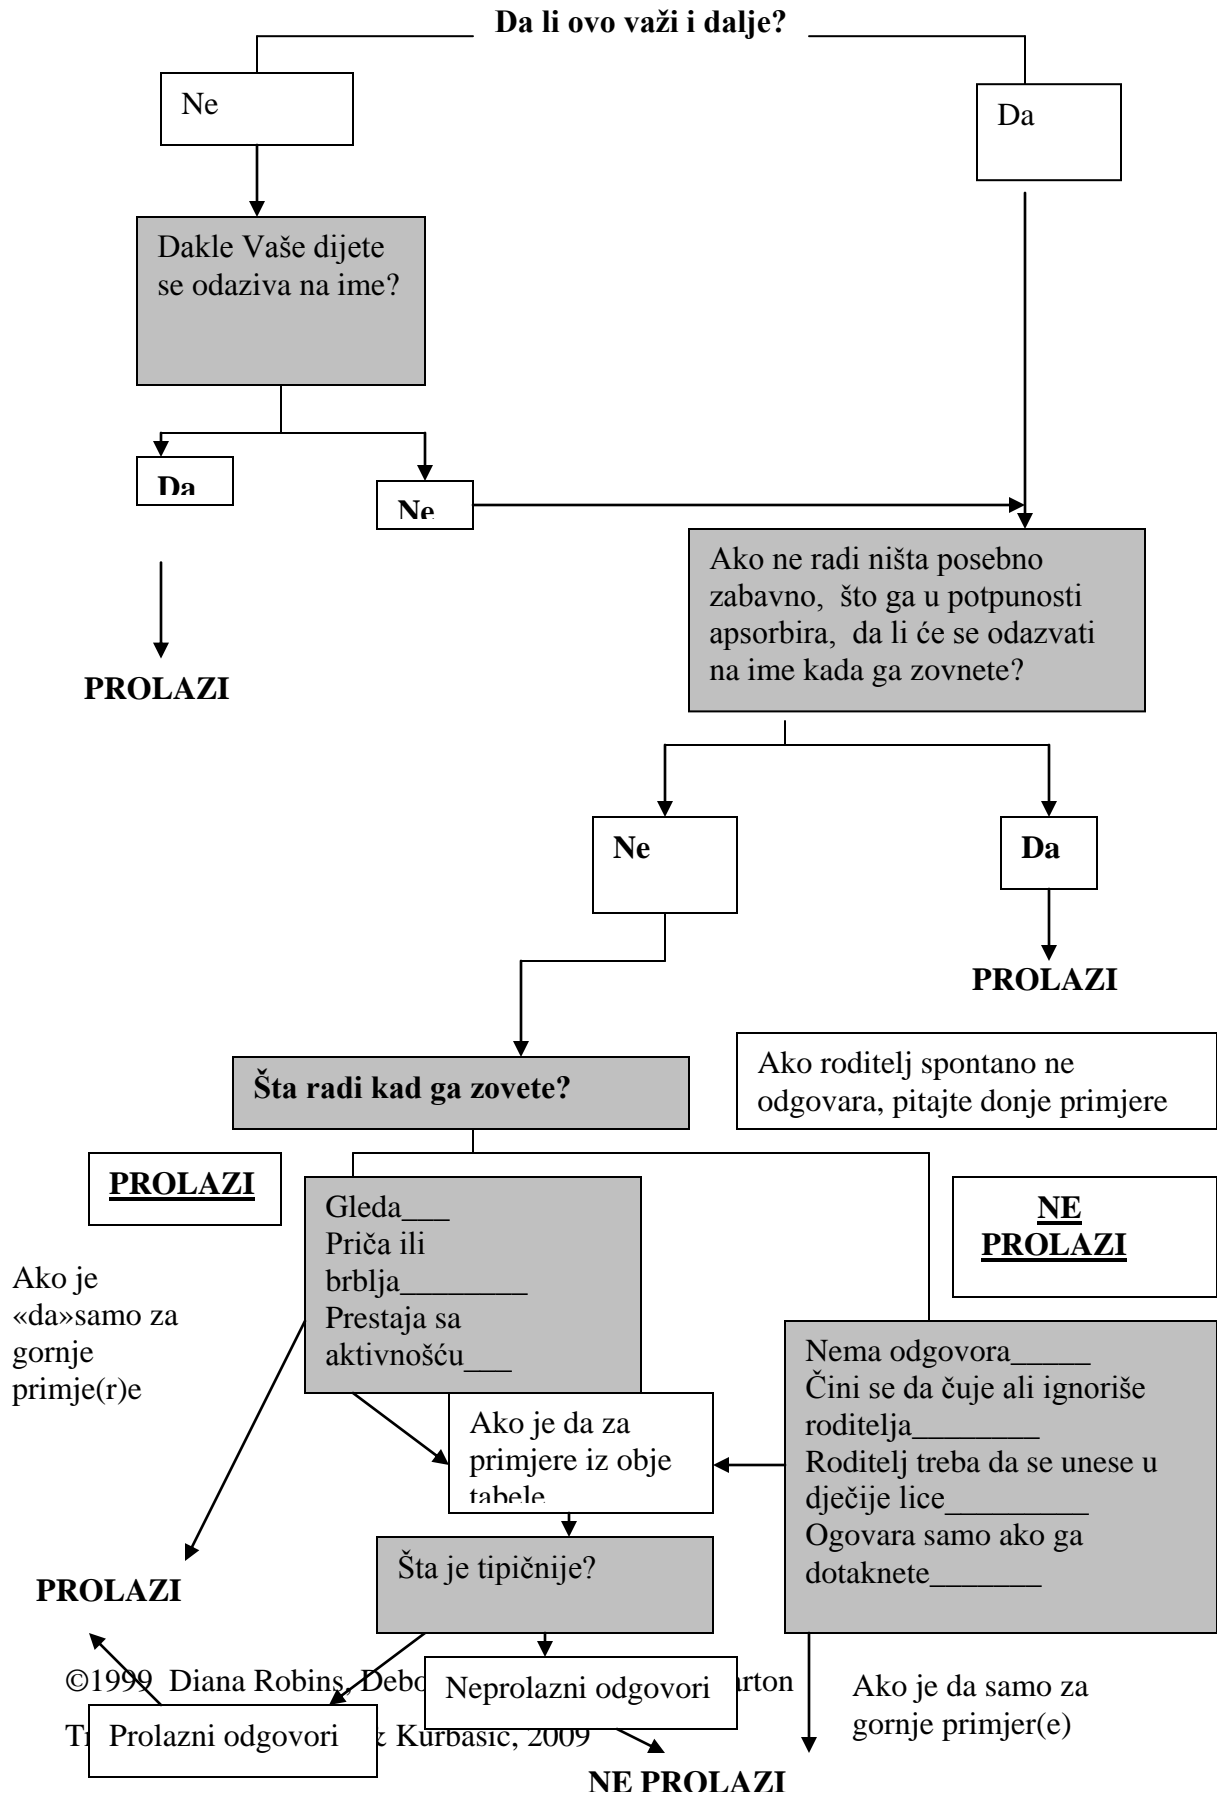 Da li ovo važi i dalje?
Ne
Da
Dakle Vaše dijete
se odaziva na ime?
Da
Ne
Ako ne radi ništa posebno
zabavno, što ga u potpunosti
apsorbira, da li će se odazvati
na ime kada ga zovnete?
PROLAZI
Ne
Da
PROLAZI
Ako roditelj spontano ne
odgovara, pitajte donje primjere
Šta radi kad ga zovete?
PROLAZI
Gleda___
Priča ili
brblja________
Prestaja sa
aktivnošću___
NE
PROLAZI
Ako je
«da»samo za
gornje
primje(r)e
Nema odgovora_____
Čini se da čuje ali ignoriše
roditelja________
Roditelj treba da se unese u
dječije lice_________
Ogovara samo ako ga
dotaknete_______
Ako je da za
primjere iz obje
tabele
Šta je tipičnije?
PROLAZI
©1999 Diana Robins,
Neprolazni odgovori
Ako je da samo za
gornje primjer(e)
Prolazni odgovori
Kurbasic, 2009
NE PROLAZI